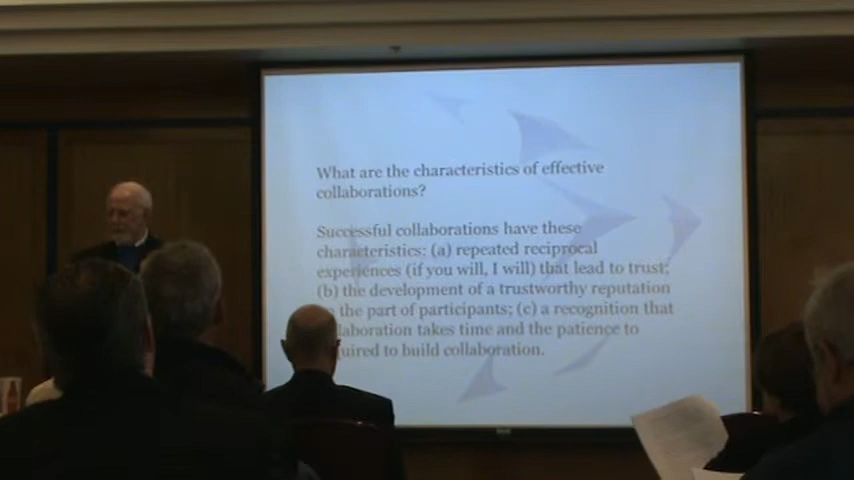 What are the characteristics of effective
collaborations?
Successful collaborations have these
characteristics: (a) repeated reciprocal
experiences (if you will, I will) that lead to trust;
(b) the development of a trustworthy reputation
the part of participants; (c) a recognition that
laboration takes time and the patience to
uired to build collaboration.